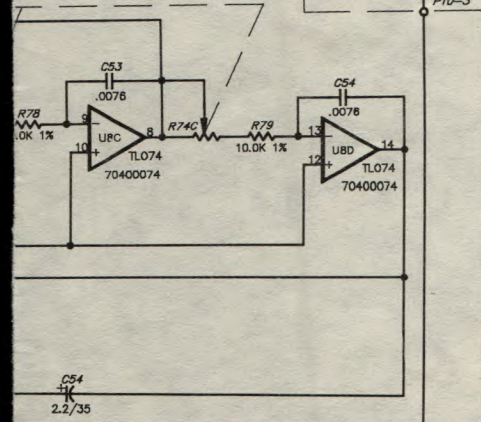 P10-3
C53
.0076
C54
.0076
R78
.0K 1%
9
10
+
U8C
8
TL074
70400074
R74C
R79
10.0K 1%
13
12
+
U8D
14
TL074
70400074
+
C54
2.2/35